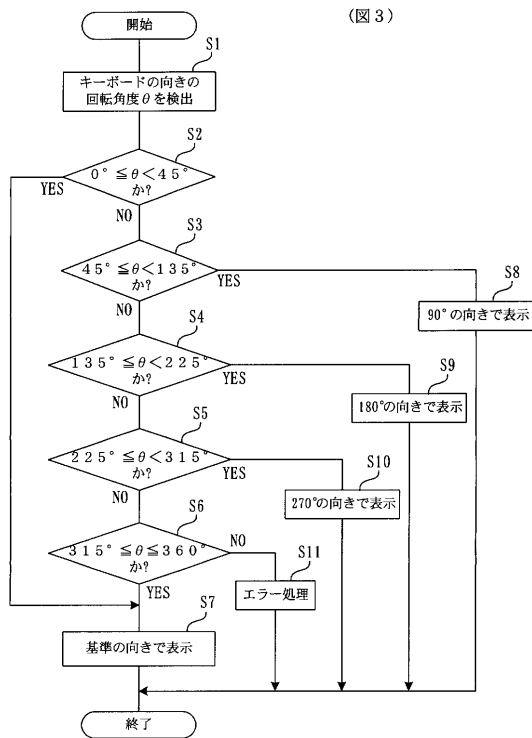 （図３）
開始
S1
キーボードの向きの
回転角度θを検出
S2
０°≦θ＜４５°
か?
YES
NO
S3
４５°≦θ＜１３５°
か?
YES
NO
S8
90°の向きで表示
S4
１３５°≦θ＜２２５°
か?
YES
NO
S9
180°の向きで表示
S5
２２５°≦θ＜３１５°
か?
YES
NO
S10
270°の向きで表示
S6
３１５°≦θ≦３６０°
か?
NO
YES
S11
エラー処理
S7
基準の向きで表示
終了